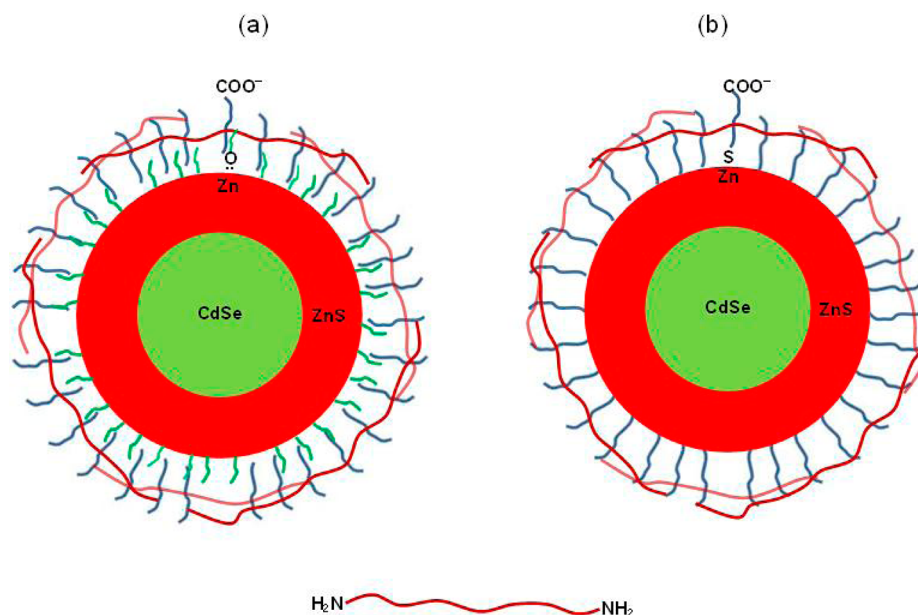 (a)
(b)
COO⁻
COO⁻
O
..
Zn
S
Zn
CdSe
ZnS
CdSe
ZnS
H₂N
NH₂